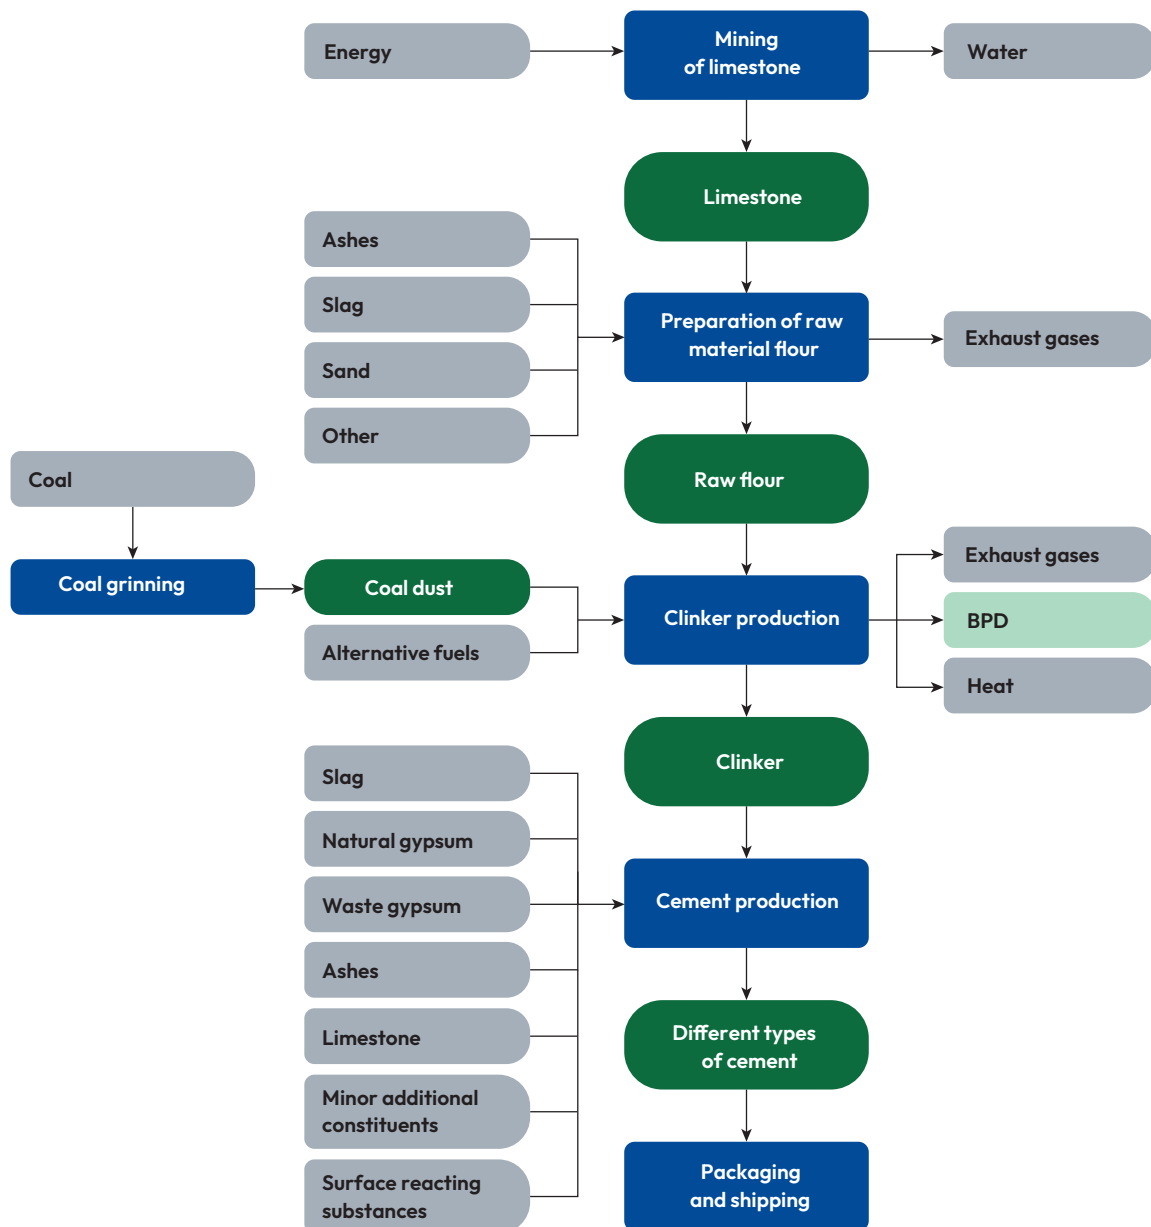 Energy
Mining
of limestone
Water
Limestone
Ashes
Slag
Sand
Other
Preparation of raw
material flour
Exhaust gases
Coal
Raw flour
Coal grinning
Coal dust
Alternative fuels
Clinker production
Exhaust gases
BPD
Heat
Clinker
Slag
Natural gypsum
Waste gypsum
Ashes
Limestone
Minor additional
constituents
Surface reacting
substances
Cement production
Different types
of cement
Packaging
and shipping